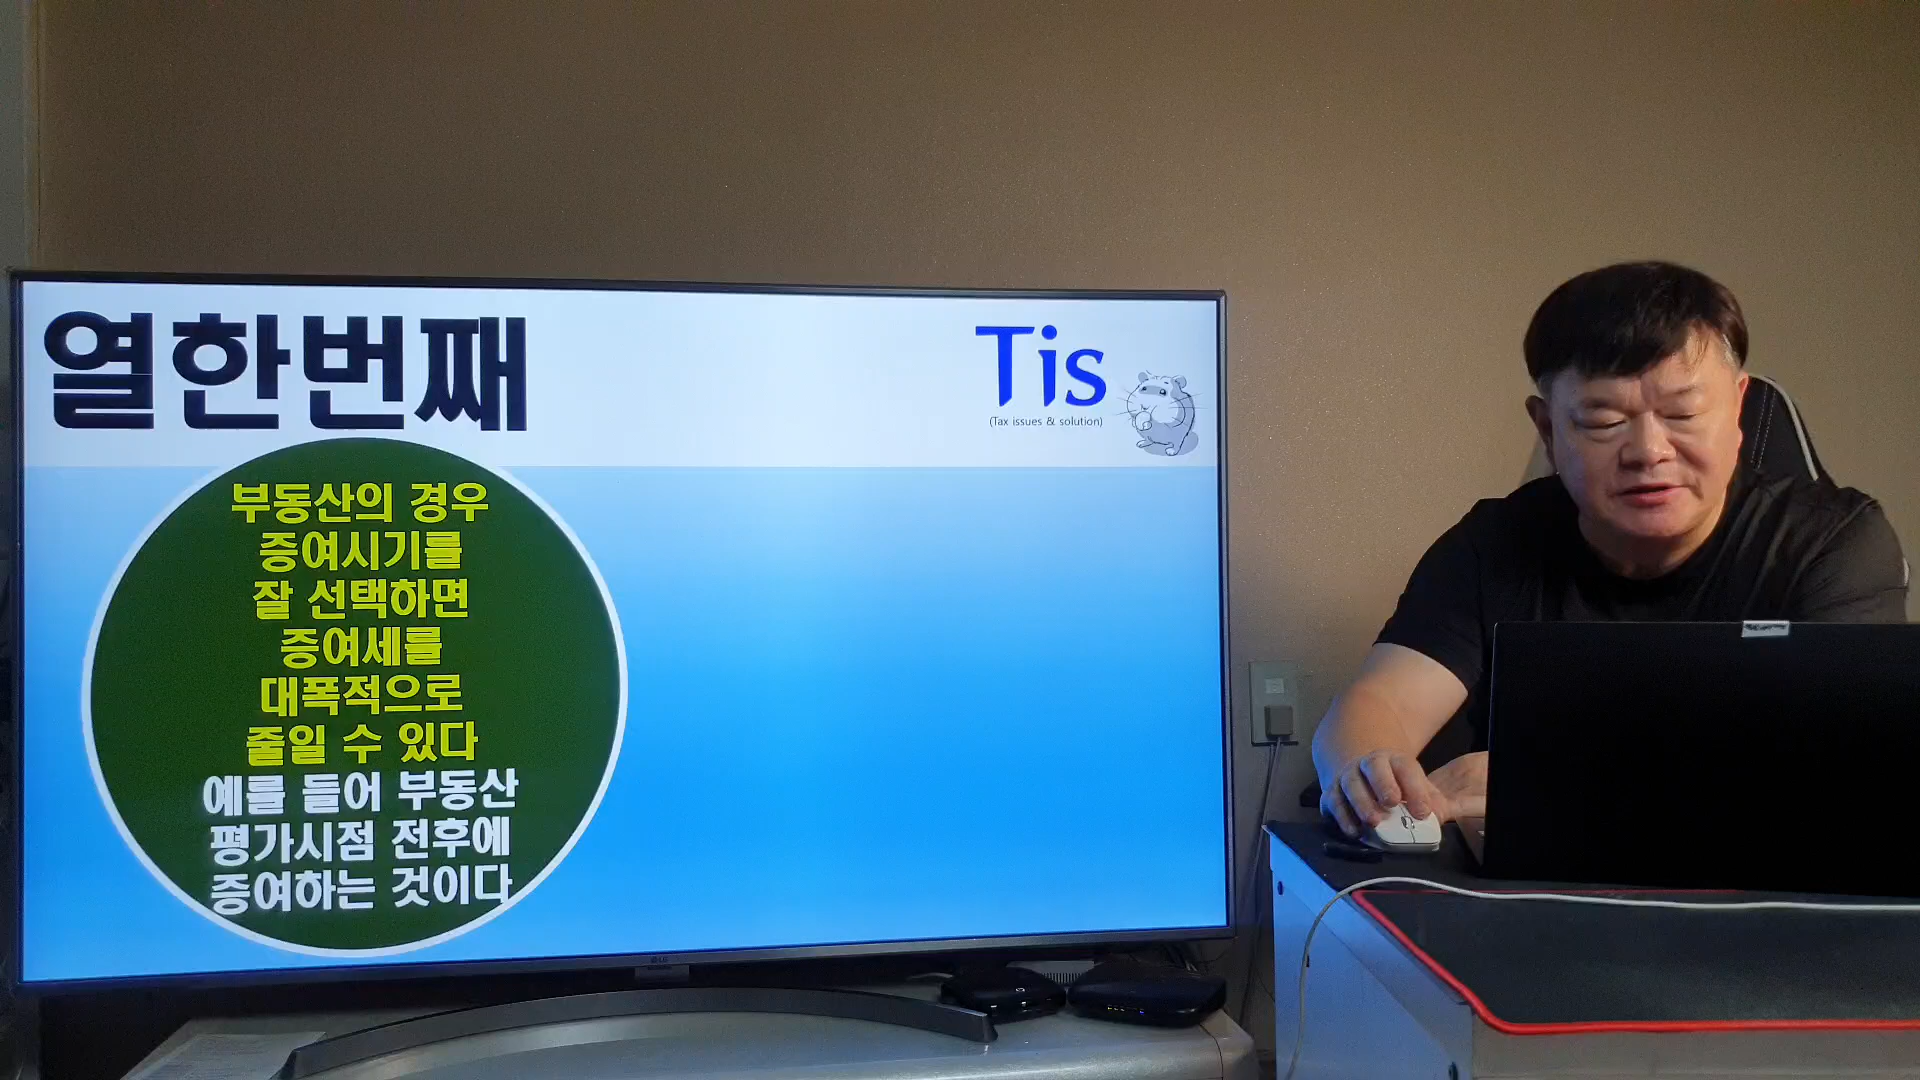 열한번째
Tis
(Tax issues & solution)
부동산의 경우
증여시기를
잘 선택하면
증여세를
대폭적으로
줄일 수 있다
예를 들어 부동산
평가시점 전후에
증여하는 것이다
LG